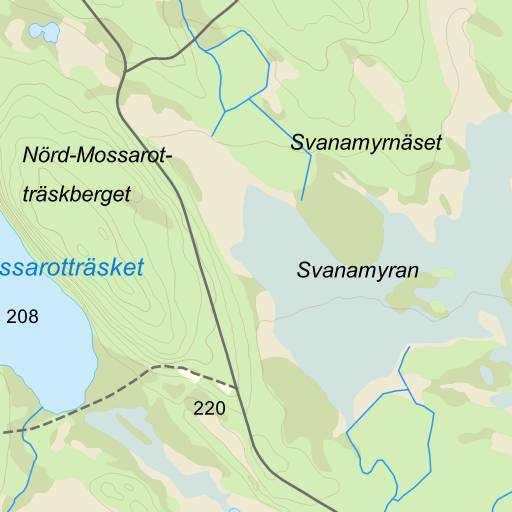 Svanamyrnäset
Nörd-Mossarot-
träskberget
ssarotträsket
Svanamyran
208
220